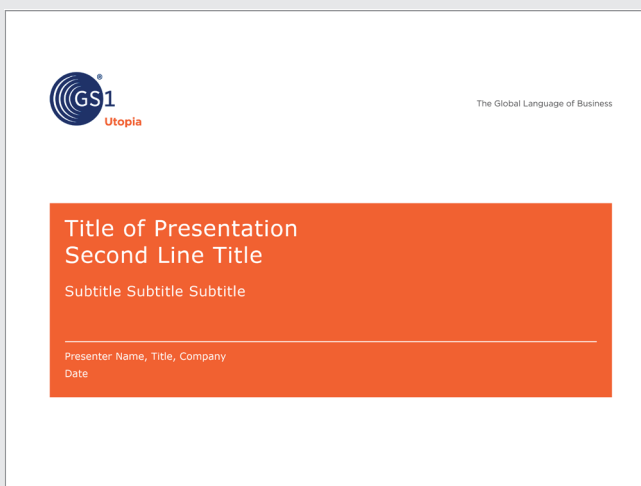 GS1
®
Utopia
The Global Language of Business
Title of Presentation
Second Line Title
Subtitle Subtitle Subtitle
Presenter Name, Title, Company
Date